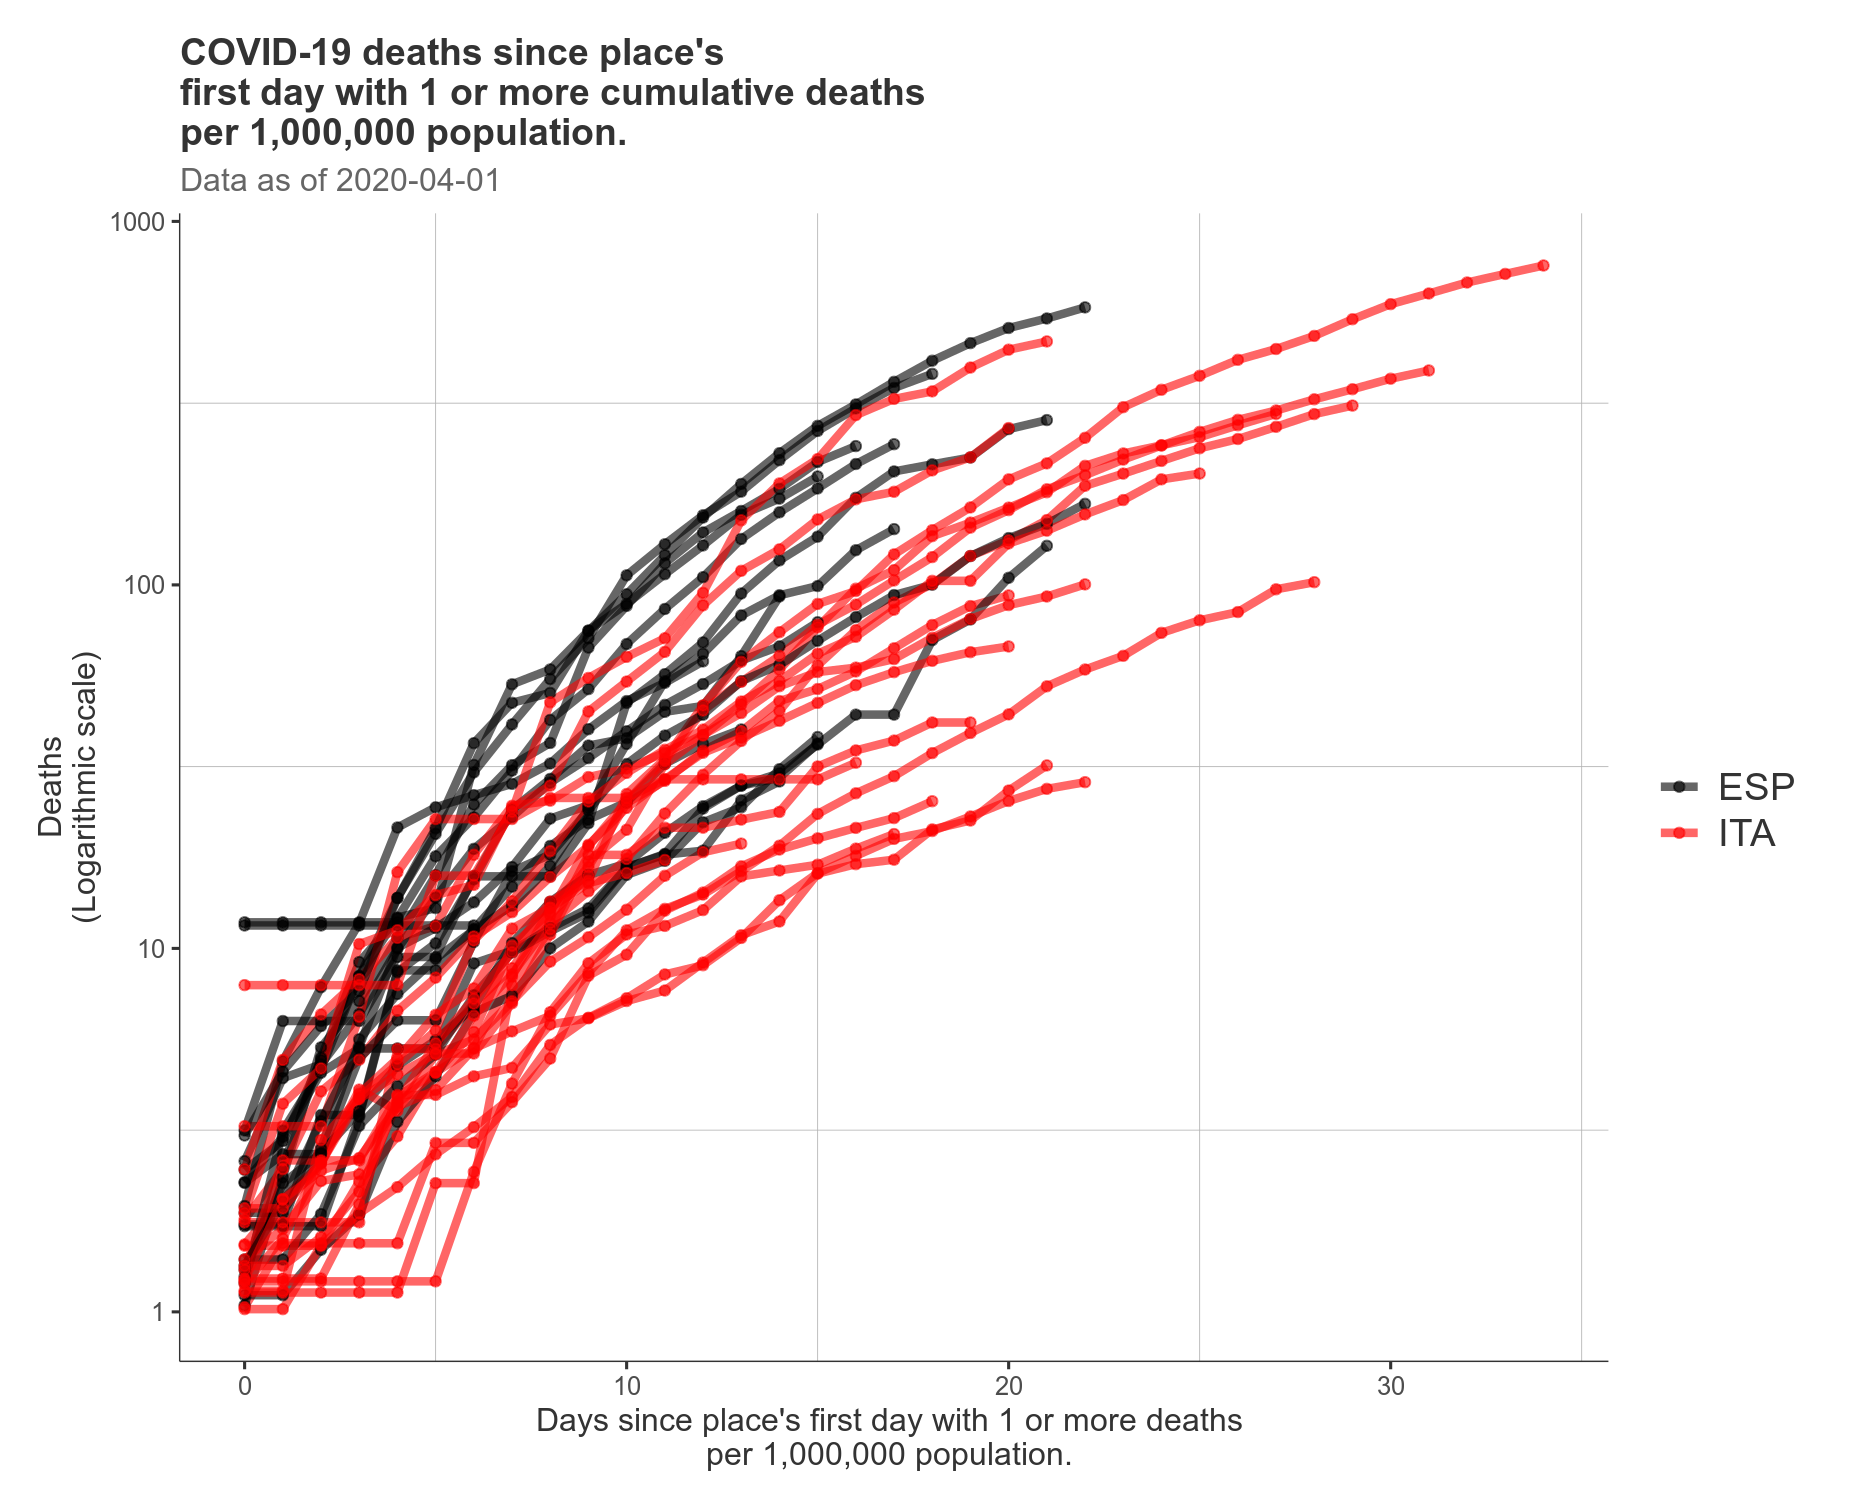 COVID-19 deaths since place's
first day with 1 or more cumulative deaths
per 1,000,000 population.
Data as of 2020-04-01
1000
100
10
1
Deaths
(Logarithmic scale)
0
10
20
30
Days since place's first day with 1 or more deaths
per 1,000,000 population.
ESP
ITA